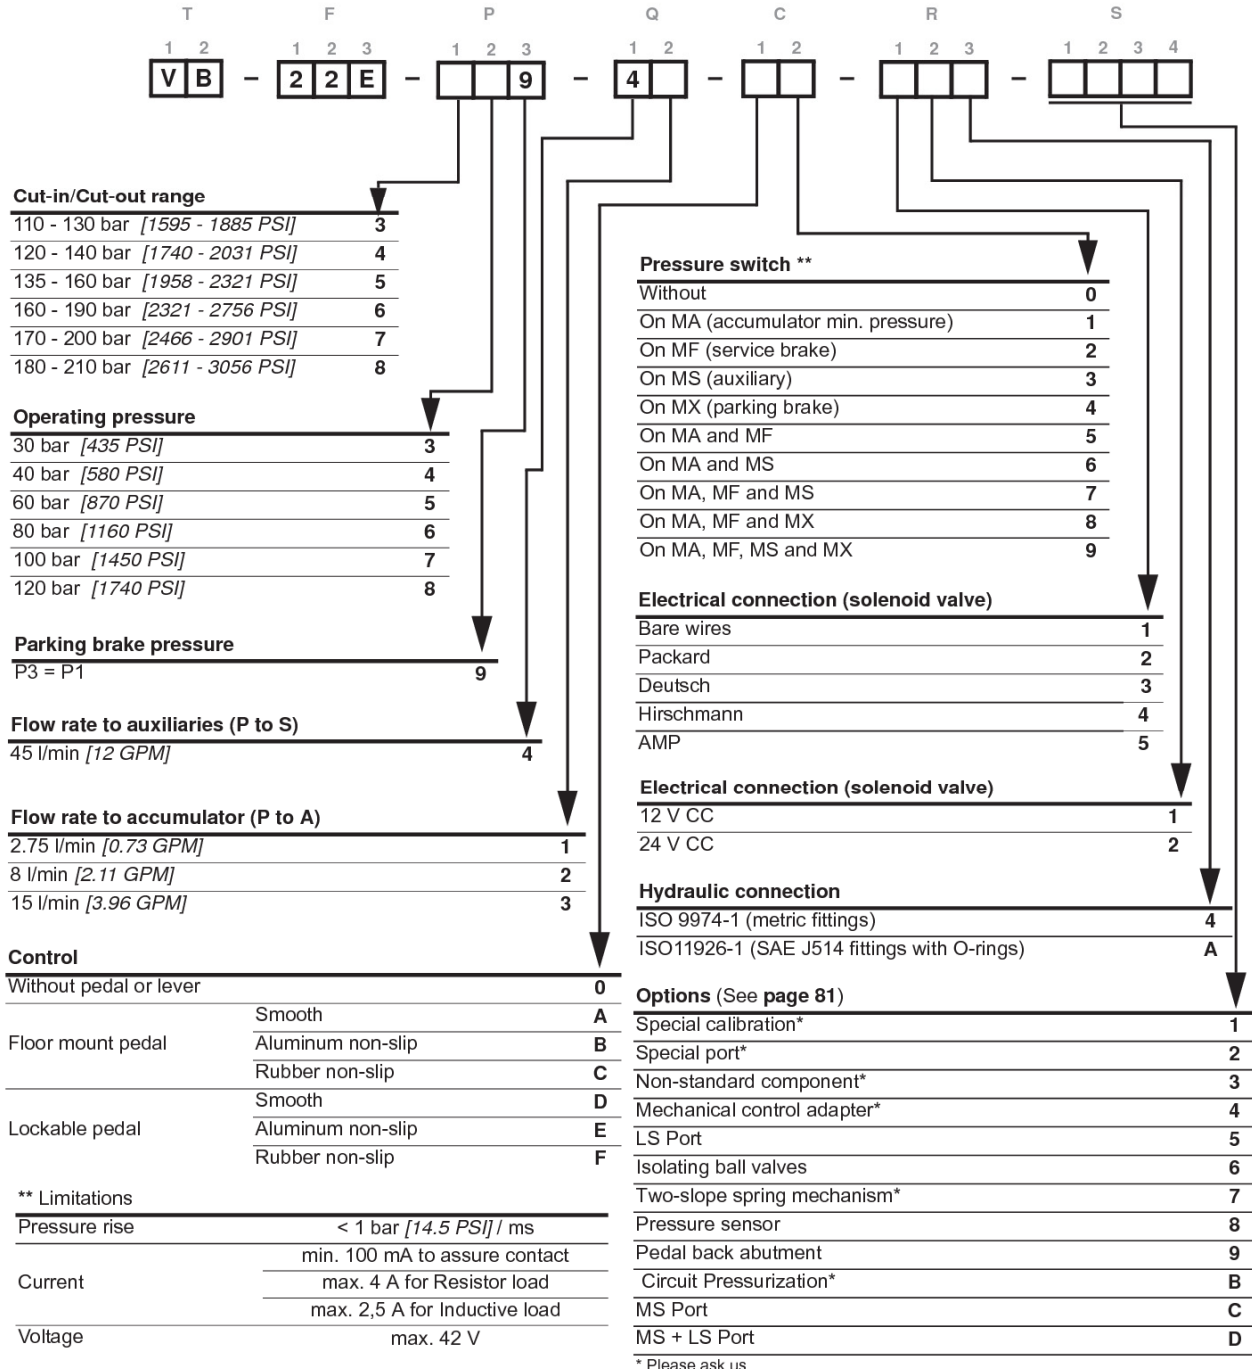 T F P Q C R S
1 2 1 2 3 1 2 3 1 2 1 2 1 2 3 1 2 3 4
V B - 2 2 E - 9 - 4 - - -
Cut-in/Cut-out range
110 - 130 bar [1595 - 1885 PSI] 3
120 - 140 bar [1740 - 2031 PSI] 4
135 - 160 bar [1958 - 2321 PSI] 5
160 - 190 bar [2321 - 2756 PSI] 6
170 - 200 bar [2466 - 2901 PSI] 7
180 - 210 bar [2611 - 3056 PSI] 8
Operating pressure
30 bar [435 PSI] 3
40 bar [580 PSI] 4
60 bar [870 PSI] 5
80 bar [1160 PSI] 6
100 bar [1450 PSI] 7
120 bar [1740 PSI] 8
Parking brake pressure
P3 = P1 9
Flow rate to auxiliaries (P to S)
45 l/min [12 GPM] 4
Flow rate to accumulator (P to A)
2.75 l/min [0.73 GPM] 1
8 l/min [2.11 GPM] 2
15 l/min [3.96 GPM] 3
Control
Without pedal or lever 0
Smooth A
Floor mount pedal Aluminum non-slip B
Rubber non-slip C
Smooth D
Lockable pedal Aluminum non-slip E
Rubber non-slip F
** Limitations
Pressure rise < 1 bar [14.5 PSI] / ms
min. 100 mA to assure contact
Current max. 4 A for Resistor load
max. 2,5 A for Inductive load
Voltage max. 42 V
Pressure switch **
Without 0
On MA (accumulator min. pressure) 1
On MF (service brake) 2
On MS (auxiliary) 3
On MX (parking brake) 4
On MA and MF 5
On MA and MS 6
On MA, MF and MS 7
On MA, MF and MX 8
On MA, MF, MS and MX 9
Electrical connection (solenoid valve)
Bare wires 1
Packard 2
Deutsch 3
Hirschmann 4
AMP 5
Electrical connection (solenoid valve)
12 V CC 1
24 V CC 2
Hydraulic connection
ISO 9974-1 (metric fittings) 4
ISO11926-1 (SAE J514 fittings with O-rings) A
Options (See page 81)
Special calibration* 1
Special port* 2
Non-standard component* 3
Mechanical control adapter* 4
LS Port 5
Isolating ball valves 6
Two-slope spring mechanism* 7
Pressure sensor 8
Pedal back abutment 9
Circuit Pressurization* B
MS Port C
MS + LS Port D
* Please ask us